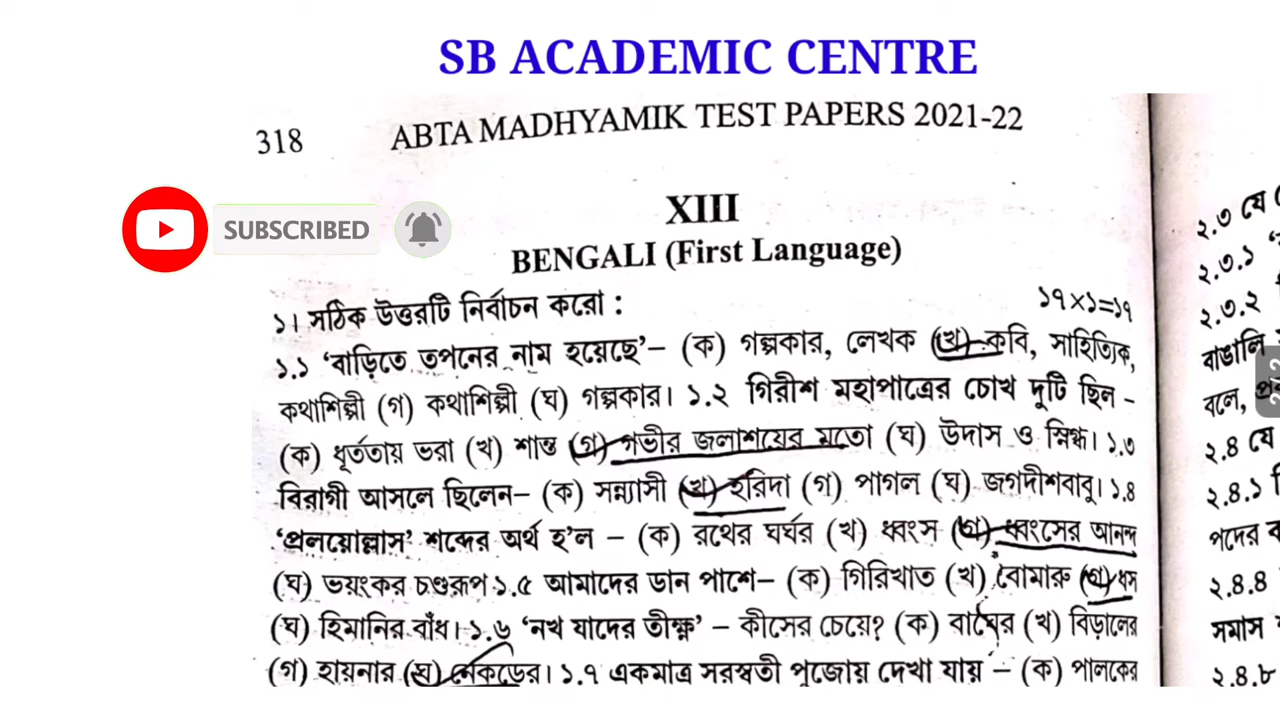 SB ACADEMIC CENTRE
318 ABTA MADHYAMIK TEST PAPERS 2021-22
XIII
SUBSCRIBED
BENGALI (First Language)
১। সঠিক উত্তরটি নির্বাচন করো : ১৭×১=১৭
১.১ ‘বাড়িতে তপনের নাম হয়েছে’– (ক) গল্পকার, লেখক (খ) কবি, সাহিত্যিক,
কথাশিল্পী (গ) কথাশিল্পী (ঘ) গল্পকার। ১.২ গিরীশ মহাপাত্রের চোখ দুটি ছিল –
(ক) ধূর্ততায় ভরা (খ) শান্ত (গ) গভীর জলাশয়ের মতো (ঘ) উদাস ও স্নিগ্ধ। ১.৩
বিরাগী আসলে ছিলেন– (ক) সন্ন্যাসী (খ) হরিদা (গ) পাগল (ঘ) জগদীশবাবু। ১.৪
‘প্রলয়োল্লাস’ শব্দের অর্থ হ’ল – (ক) রথের ঘর্ঘর (খ) ধ্বংস (গ) ধ্বংসের আনন্দ
(ঘ) ভয়ংকর চণ্ডরূপ ১.৫ আমাদের ডান পাশে– (ক) গিরিখাত (খ) বোমারু (গ) ধস
(ঘ) হিমানির বাঁধ। ১.৬ ‘নখ যাদের তীক্ষ্ণ’ – কীসের চেয়ে? (ক) বাঘের (খ) বিড়ালের
(গ) হায়নার (ঘ) নেকড়ের। ১.৭ একমাত্র সরস্বতী পুজোয় দেখা যায় – (ক) পালকের
২.৩ যে
২.৩.১
২.৩.২
বাঙালি
বলে,
২.৪ যে
২.৪.১
পদের
২.৪.৪
সমাস
২.৪.৮